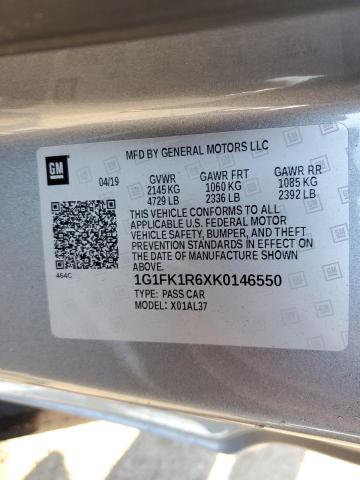 GM
MFD BY GENERAL MOTORS LLC
04/19
GVWR GAWR FRT GAWR RR
2145 KG 1060 KG 1085 KG
4729 LB 2336 LB 2392 LB
THIS VEHICLE CONFORMS TO ALL
APPLICABLE U.S. FEDERAL MOTOR
VEHICLE SAFETY, BUMPER, AND THEFT
PREVENTION STANDARDS IN EFFECT ON
THE DATE OF MANUFACTURE SHOWN
ABOVE.
464C
1G1FK1R6XK0146550
TYPE: PASS CAR
MODEL: X01AL37